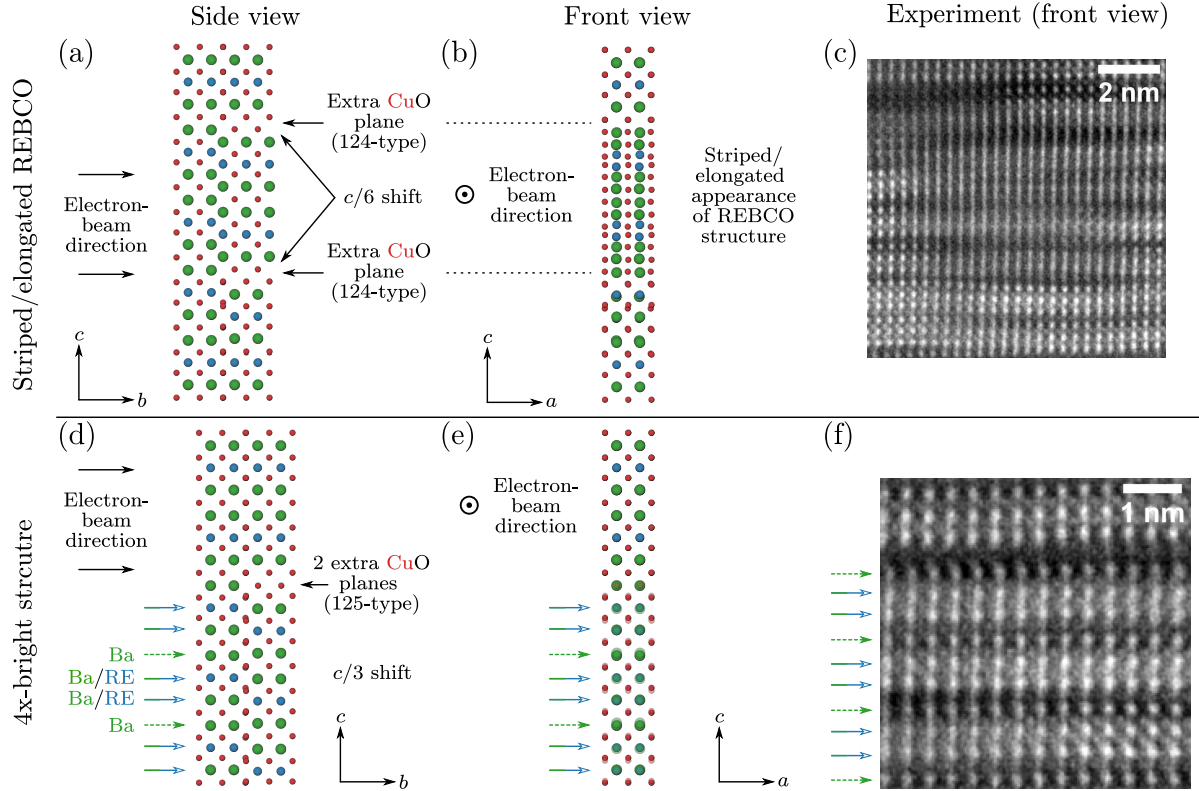 Side view
Front view
Experiment (front view)
Striped/elongated REBCO
(a)
(b)
(c)
Extra CuO
plane
(124-type)
c/6 shift
Electron-
beam
direction
Extra CuO
plane
(124-type)
c
b
Electron-
beam
direction
Striped/
elongated
appearance
of REBCO
structure
c
a
2 nm
4x-bright strcutre
(d)
(e)
(f)
Electron-
beam
direction
2 extra CuO
planes
(125-type)
Ba
Ba/RE
Ba/RE
Ba
c/3 shift
c
b
Electron-
beam
direction
c
a
1 nm